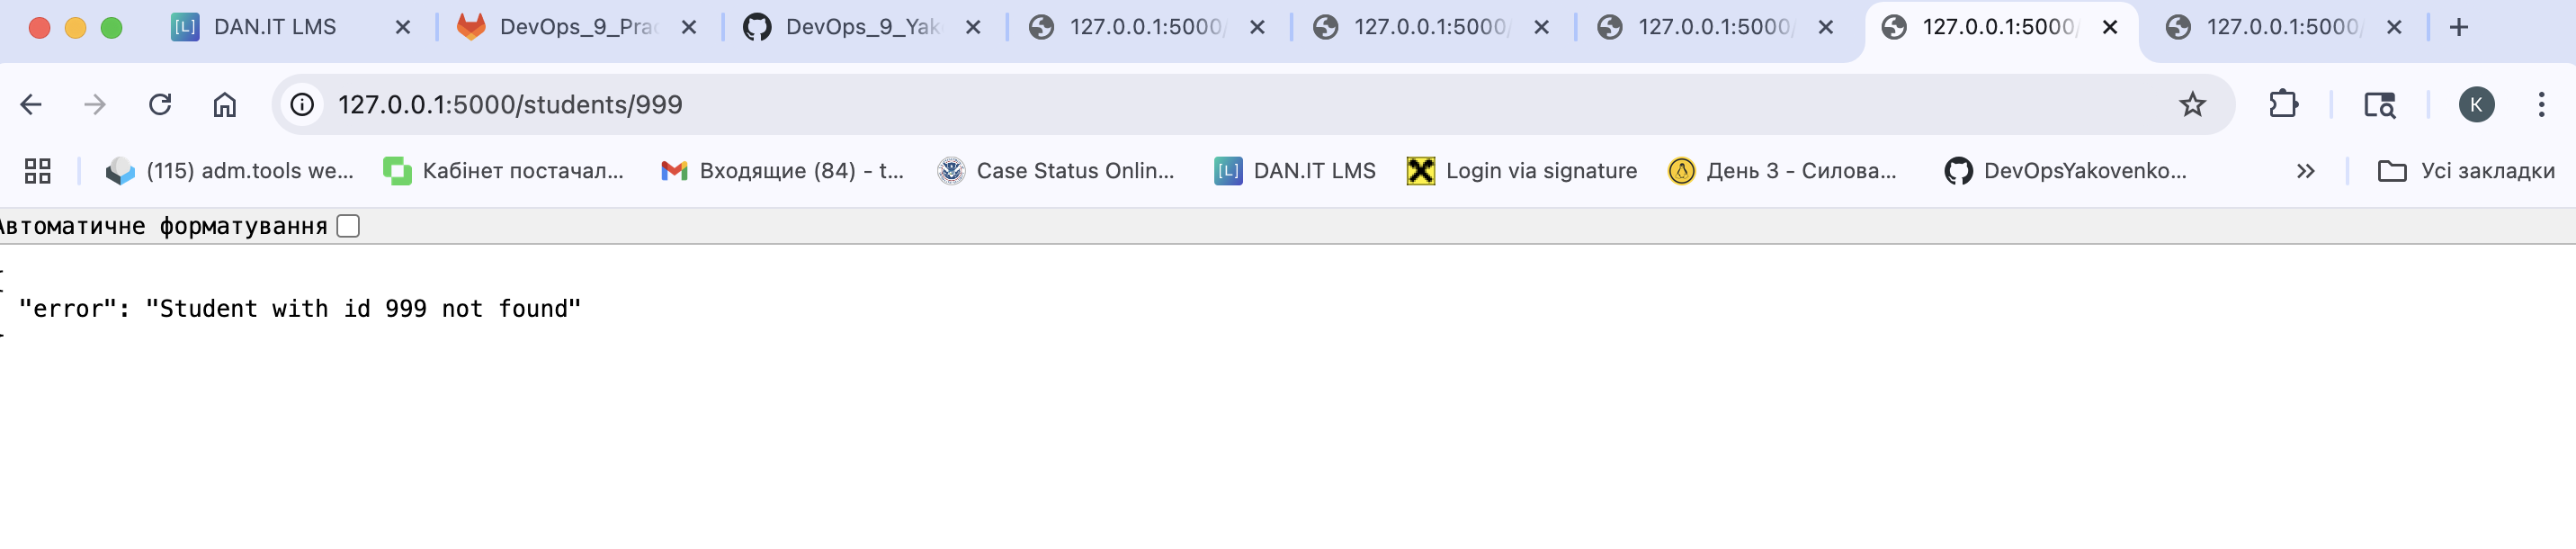 DAN.IT LMS
DevOps_9_Prac
DevOps_9_Yak
127.0.0.1:5000/
127.0.0.1:5000/
127.0.0.1:5000/
127.0.0.1:5000/
127.0.0.1:5000/
127.0.0.1:5000/students/999
K
(115) adm.tools we...
Кабінет постачал...
Входящие (84) - t...
Case Status Onlin...
[L] DAN.IT LMS
Login via signature
День 3 - Силова...
DevOpsYakovenko...
Усі закладки
Автоматичне форматування
{
"error": "Student with id 999 not found"
}